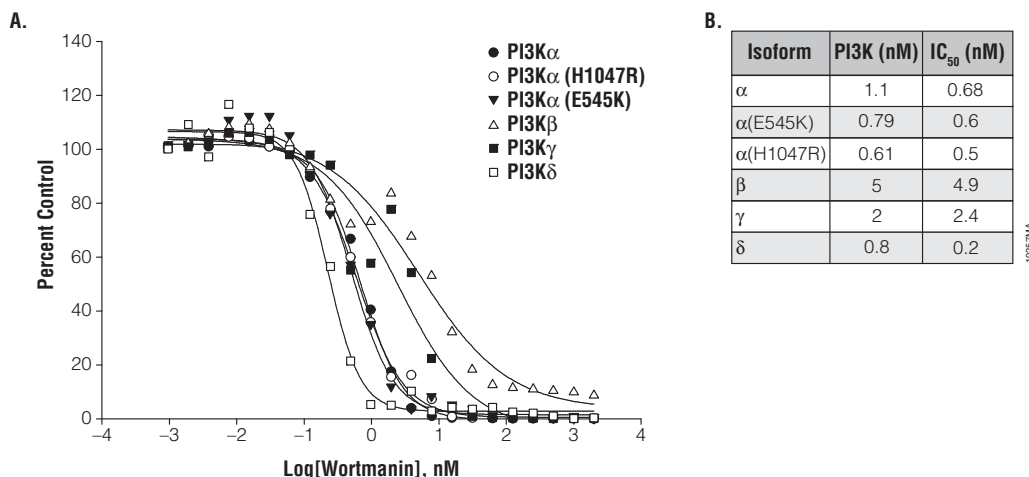 A.
140
120
100
80
60
40
20
0
Percent Control
−4 −3 −2 −1 0 1 2 3 4
Log[Wortmanin], nM
PI3Kα
PI3Kα (H1047R)
PI3Kα (E545K)
PI3Kβ
PI3Kγ
PI3Kδ
B.
Isoform PI3K (nM) IC50 (nM)
α 1.1 0.68
α(E545K) 0.79 0.6
α(H1047R) 0.61 0.5
β 5 4.9
γ 2 2.4
δ 0.8 0.2